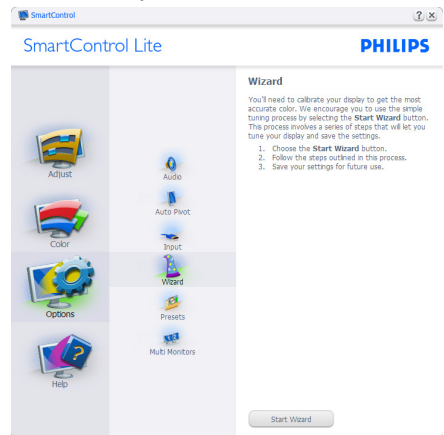 SmartControl
SmartControl Lite
PHILIPS
Adjust
Color
Options
Help
Audio
Auto Pivot
Input
Wizard
Presets
Multi Monitors
Wizard
You'll need to calibrate your display to get the most
accurate color. We encourage you to use the simple
tuning process by selecting the Start Wizard button.
This process involves a series of steps that will let you
tune your display and save the settings.
1. Choose the Start Wizard button.
2. Follow the steps outlined in this process.
3. Save your settings for future use.
Start Wizard